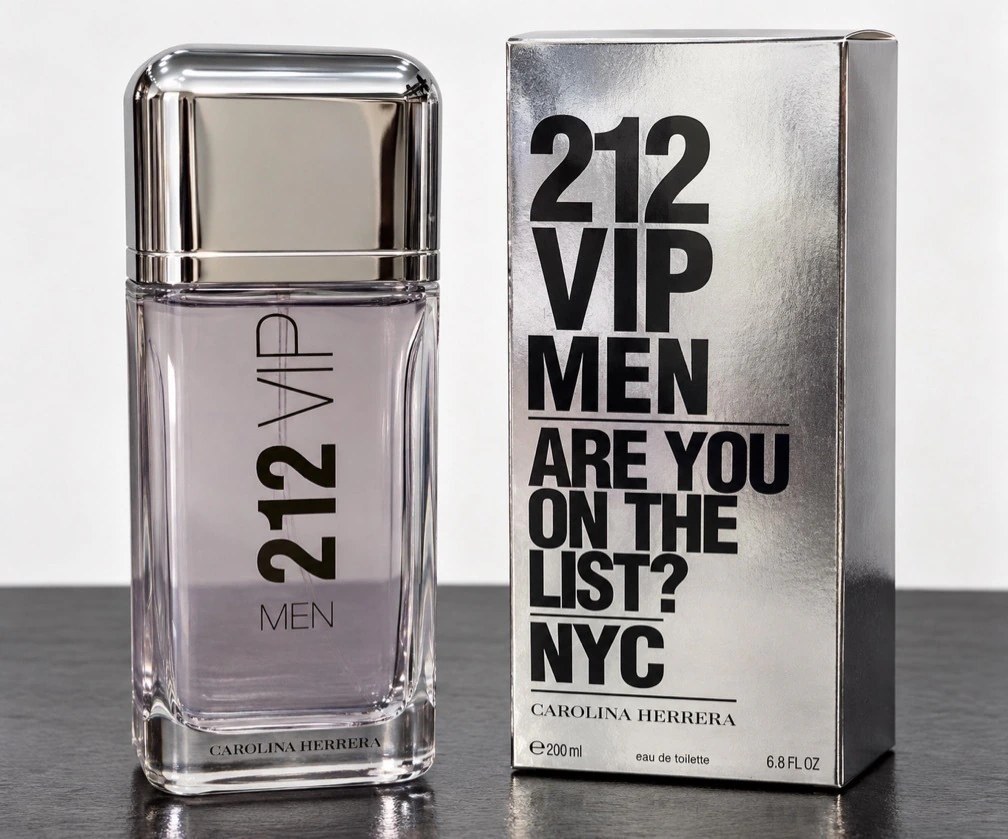 212 VIP
MEN
CAROLINA HERRERA
212
VIP
MEN
ARE YOU
ON THE
LIST?
NYC
CAROLINA HERRERA
℮200 ml
eau de toilette
6.8 FL OZ